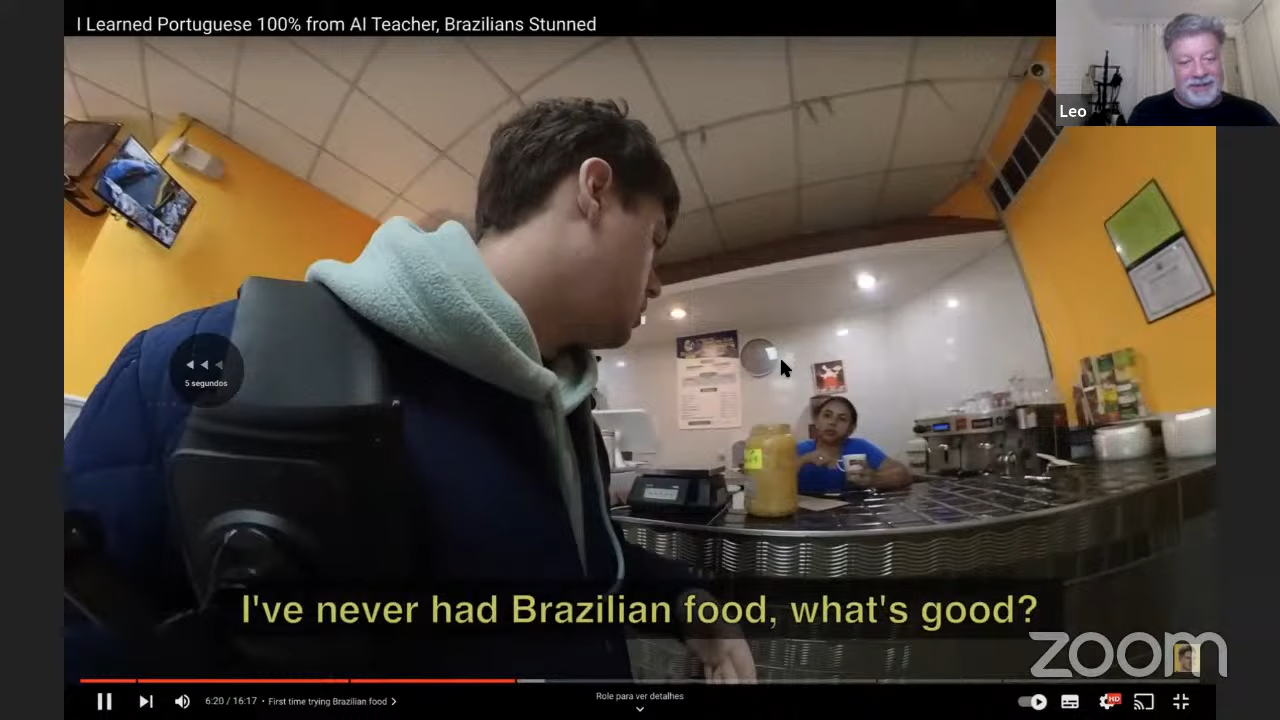 I Learned Portuguese 100% from AI Teacher, Brazilians Stunned
Leo
5 segundos
I've never had Brazilian food, what's good?
zoom
6:20 / 16:17 • First time trying Brazilian food
Role para ver detalhes
HD